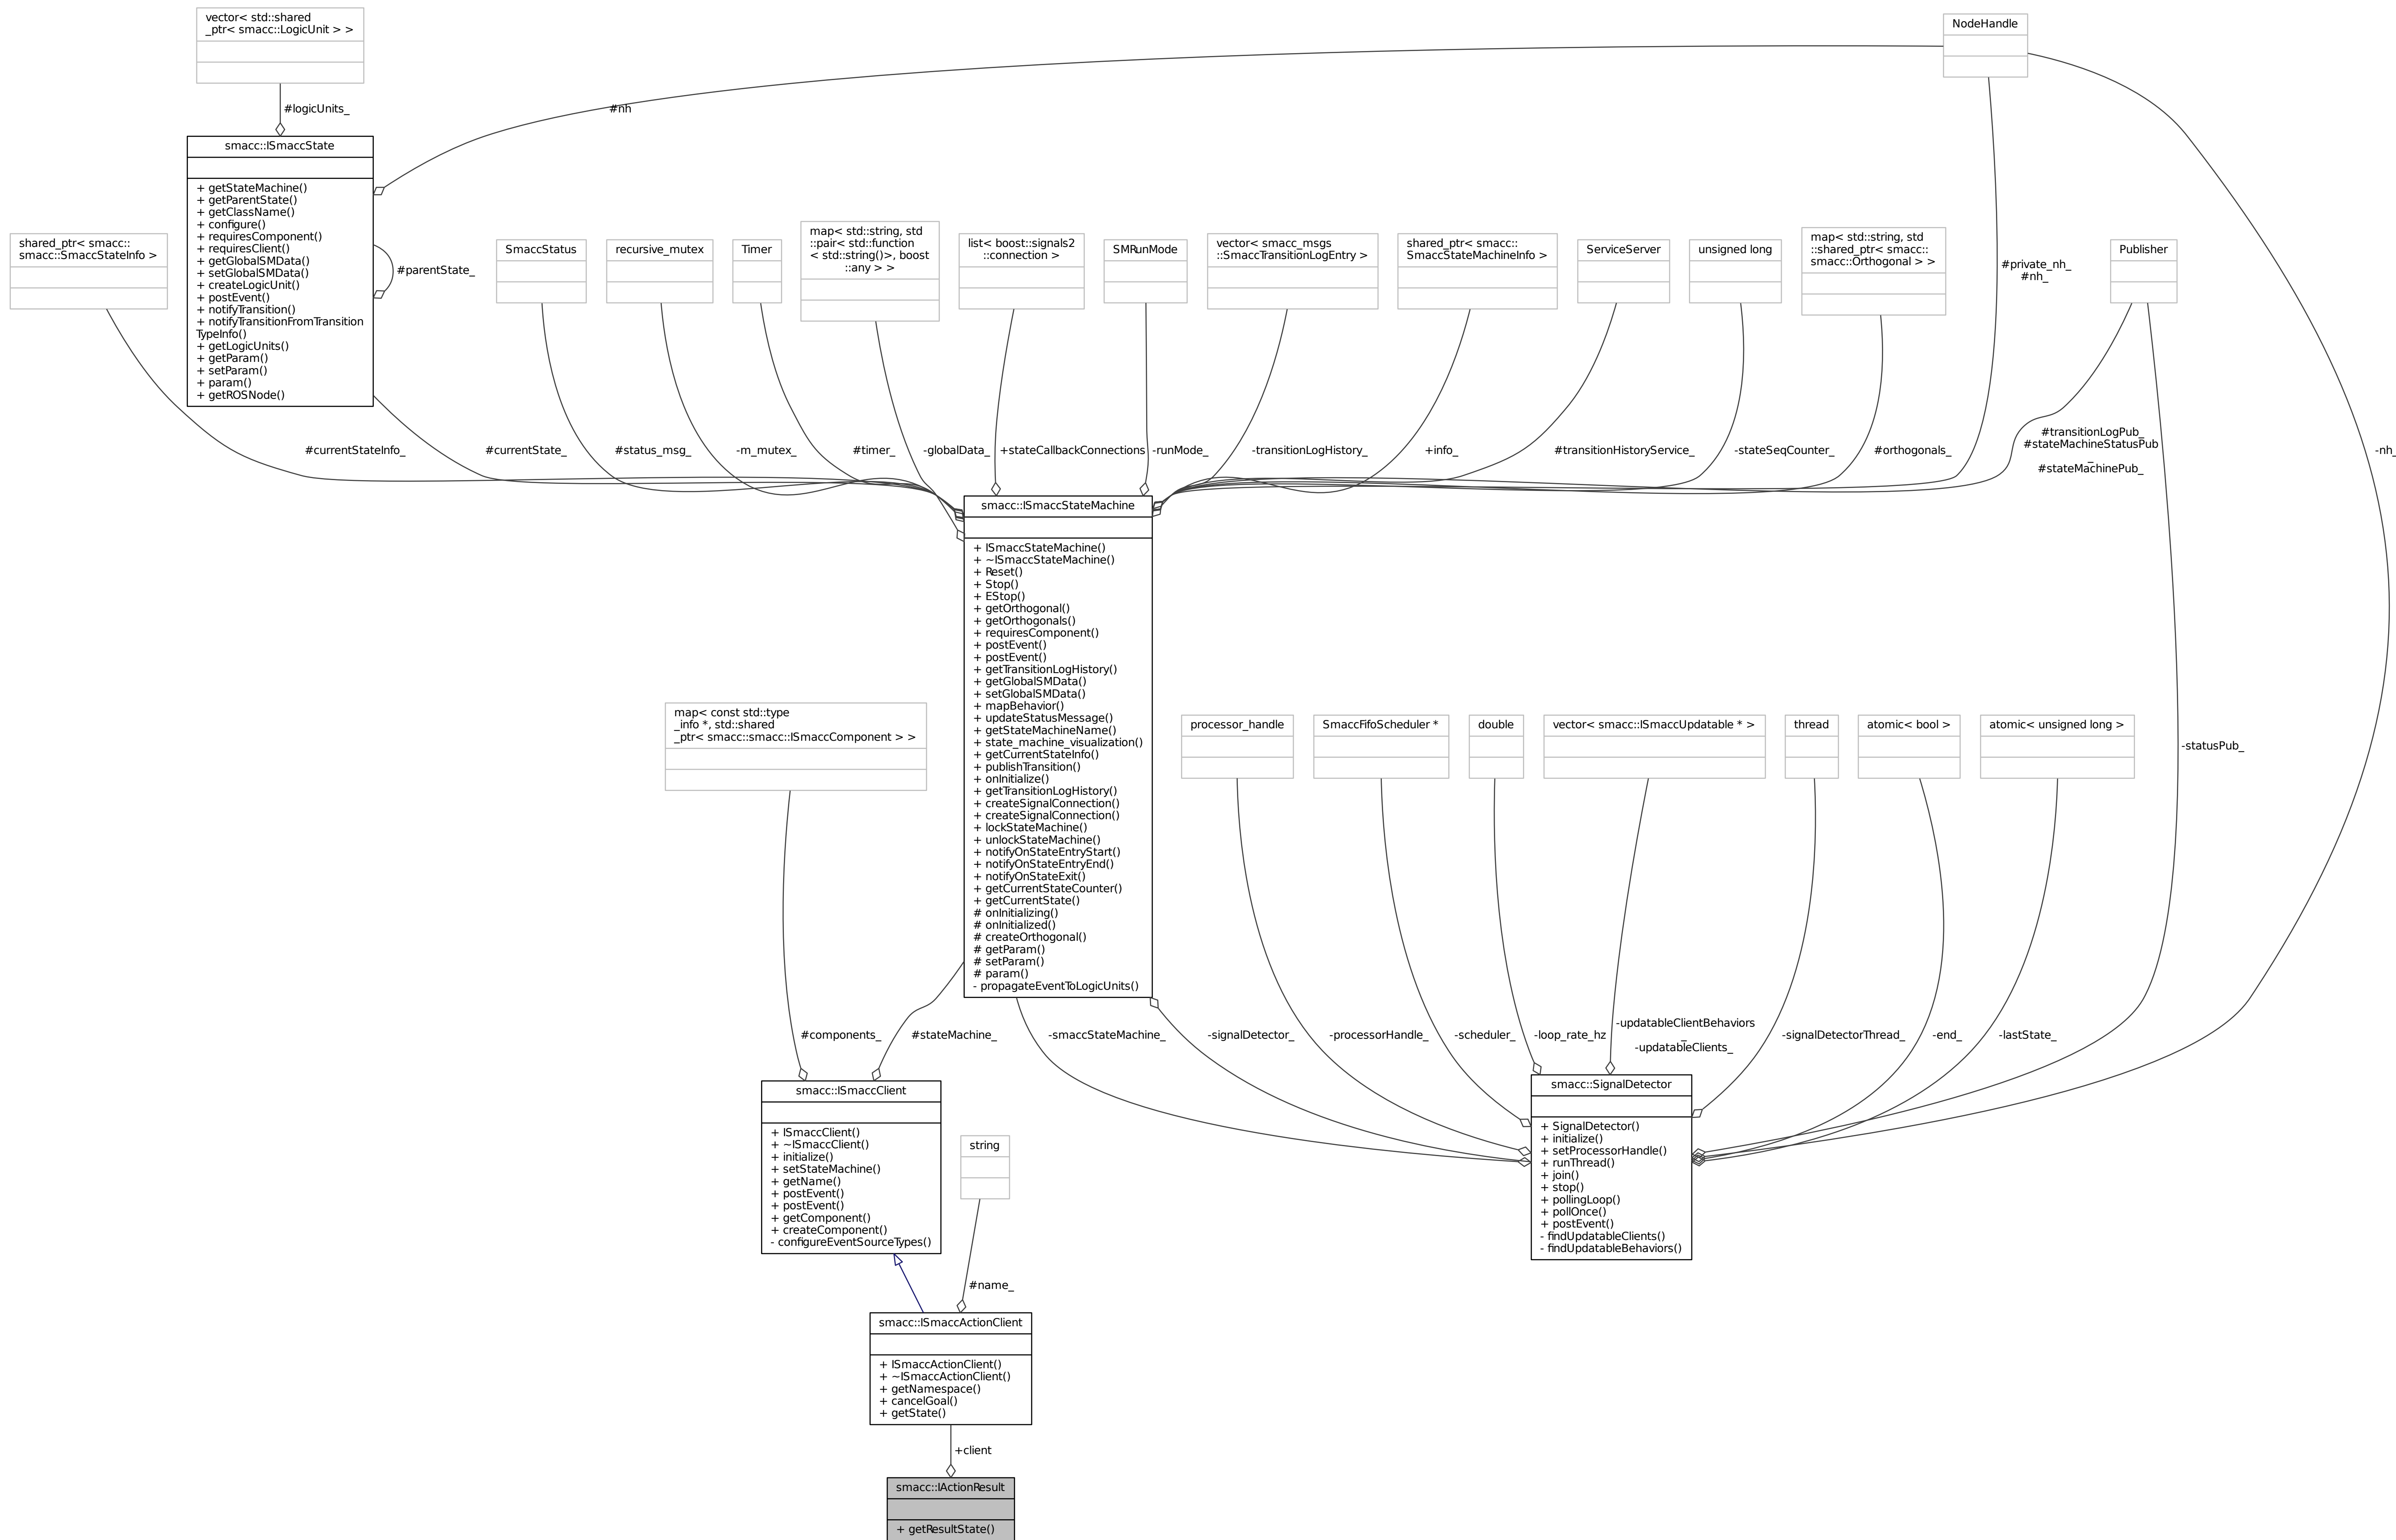 vector< std::shared
_ptr< smacc::LogicUnit > >
NodeHandle
#logicUnits_
#nh
smacc::ISmaccState
+ getStateMachine()
+ getParentState()
+ getClassName()
+ configure()
+ requiresComponent()
+ requiresClient()
+ getGlobalSMData()
+ setGlobalSMData()
+ createLogicUnit()
+ postEvent()
+ notifyTransition()
+ notifyTransitionFromTransition
TypeInfo()
+ getLogicUnits()
+ getParam()
+ setParam()
+ param()
+ getROSNode()
#parentState_
shared_ptr< smacc::
smacc::SmaccStateInfo >
SmaccStatus
recursive_mutex
Timer
map< std::string, std
::pair< std::function
< std::string()>, boost
::any > >
list< boost::signals2
::connection >
SMRunMode
vector< smacc_msgs
::SmaccTransitionLogEntry >
shared_ptr< smacc::
SmaccStateMachineInfo >
ServiceServer
unsigned long
map< std::string, std
::shared_ptr< smacc::
smacc::Orthogonal > >
#private_nh_
#nh_
Publisher
#currentStateInfo_
#currentState_
#status_msg_
-m_mutex_
#timer_
-globalData_
+stateCallbackConnections
-runMode_
-transitionLogHistory_
+info_
#transitionHistoryService_
-stateSeqCounter_
#orthogonals_
#transitionLogPub_
#stateMachineStatusPub
_
#stateMachinePub_
-nh_
smacc::ISmaccStateMachine
+ ISmaccStateMachine()
+ ~ISmaccStateMachine()
+ Reset()
+ Stop()
+ EStop()
+ getOrthogonal()
+ getOrthogonals()
+ requiresComponent()
+ postEvent()
+ postEvent()
+ getTransitionLogHistory()
+ getGlobalSMData()
+ setGlobalSMData()
+ mapBehavior()
+ updateStatusMessage()
+ getStateMachineName()
+ state_machine_visualization()
+ getCurrentStateInfo()
+ publishTransition()
+ onInitialize()
+ getTransitionLogHistory()
+ createSignalConnection()
+ createSignalConnection()
+ lockStateMachine()
+ unlockStateMachine()
+ notifyOnStateEntryStart()
+ notifyOnStateEntryEnd()
+ notifyOnStateExit()
+ getCurrentStateCounter()
+ getCurrentState()
# onInitializing()
# onInitialized()
# createOrthogonal()
# getParam()
# setParam()
# param()
- propagateEventToLogicUnits()
map< const std::type
_info *, std::shared
_ptr< smacc::smacc::ISmaccComponent > >
processor_handle
SmaccFifoScheduler *
double
vector< smacc::ISmaccUpdatable * >
thread
atomic< bool >
atomic< unsigned long >
-statusPub_
#components_
#stateMachine_
-smaccStateMachine_
-signalDetector_
-processorHandle_
-scheduler_
-loop_rate_hz
-updatableClientBehaviors
_
-updatableClients_
-signalDetectorThread_
-end_
-lastState_
smacc::ISmaccClient
+ ISmaccClient()
+ ~ISmaccClient()
+ initialize()
+ setStateMachine()
+ getName()
+ postEvent()
+ postEvent()
+ getComponent()
+ createComponent()
- configureEventSourceTypes()
string
smacc::SignalDetector
+ SignalDetector()
+ initialize()
+ setProcessorHandle()
+ runThread()
+ join()
+ stop()
+ pollingLoop()
+ pollOnce()
+ postEvent()
- findUpdatableClients()
- findUpdatableBehaviors()
#name_
smacc::ISmaccActionClient
+ ISmaccActionClient()
+ ~ISmaccActionClient()
+ getNamespace()
+ cancelGoal()
+ getState()
+client
smacc::IActionResult
+ getResultState()